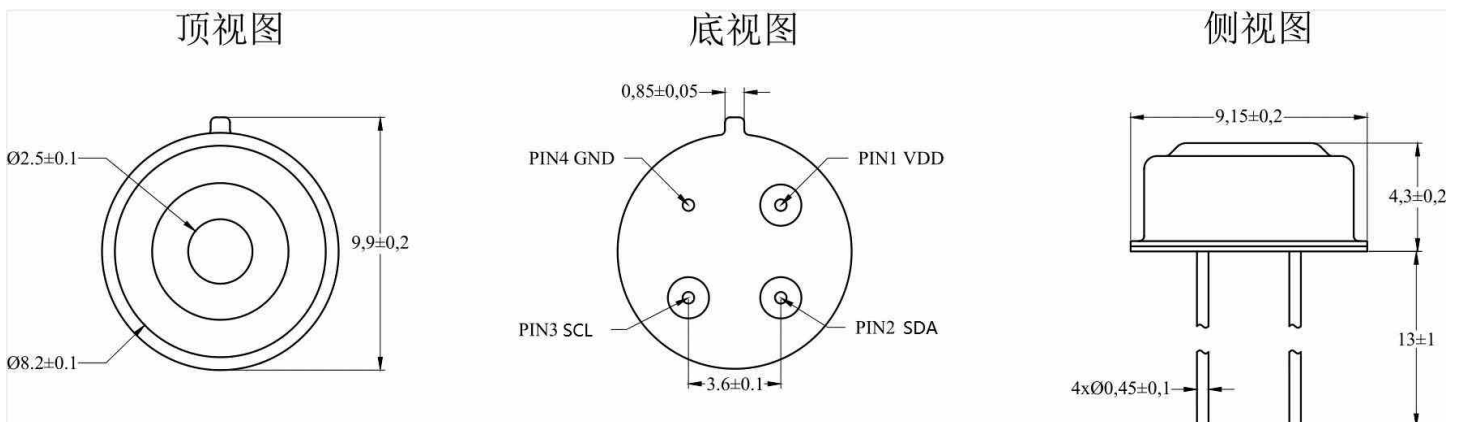 顶视图
底视图
侧视图
Ø2.5±0.1
9,9±0,2
Ø8.2±0.1
0,85±0,05
PIN4 GND
PIN1 VDD
PIN3 SCL
PIN2 SDA
3.6±0.1
9,15±0,2
4,3±0,2
13±1
4xØ0,45±0,1